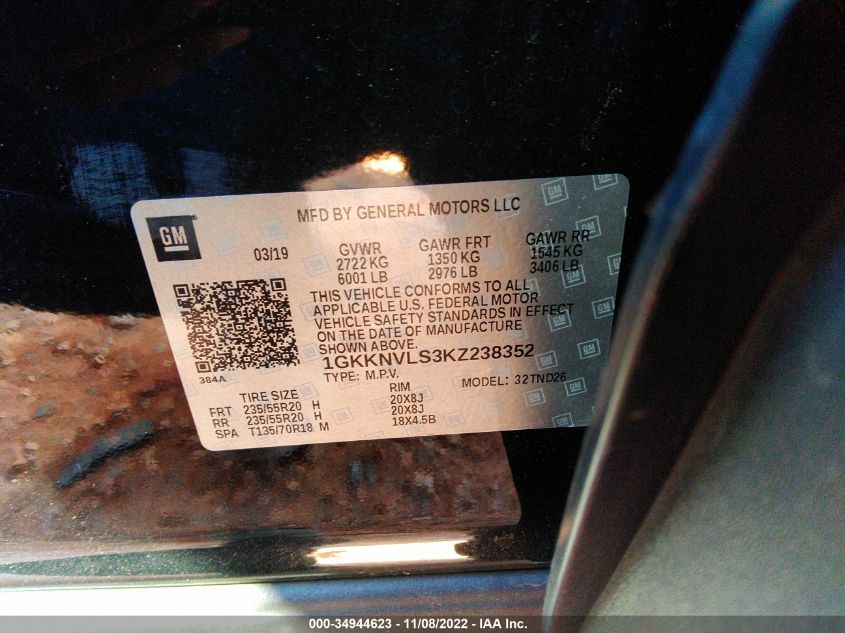 MFD BY GENERAL MOTORS LLC
GM
03/19 GVWR GAWR FRT GAWR RR
2722 KG 1350 KG 1545 KG
6001 LB 2976 LB 3406 LB
THIS VEHICLE CONFORMS TO ALL
APPLICABLE U.S. FEDERAL MOTOR
VEHICLE SAFETY STANDARDS IN EFFECT
ON THE DATE OF MANUFACTURE
SHOWN ABOVE.
1GKKNVLS3KZ238352
384A TYPE: M.P.V. MODEL: 32TND26
TIRE SIZE RIM
FRT 235/55R20 H 20X8J
RR 235/55R20 H 20X8J
SPA T135/70R18 M 18X4.5B
000-34944623 - 11/08/2022 - IAA Inc.